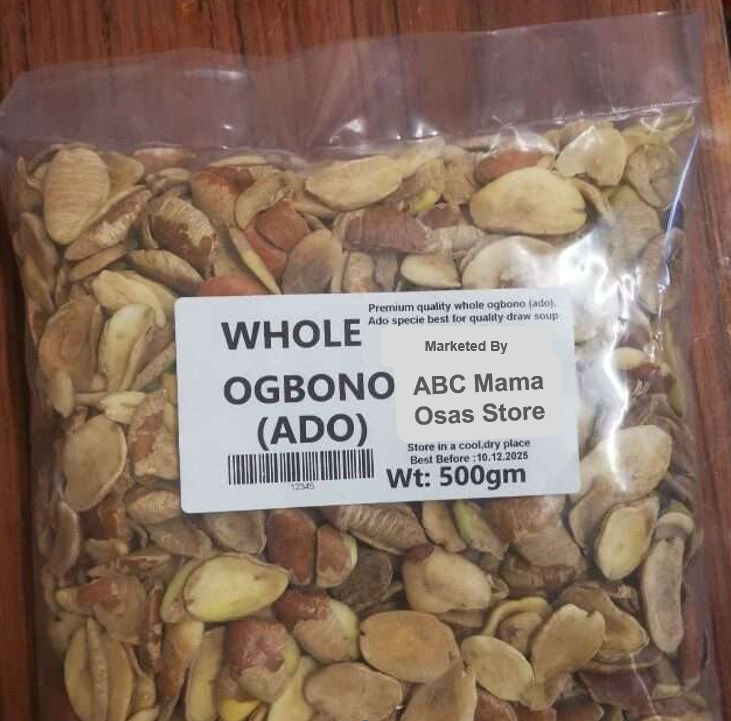 Premium quality whole ogbono (ado).
Ado specie best for quality draw soup
WHOLE
OGBONO
(ADO)
Marketed By
ABC Mama
Osas Store
Store in a cool,dry place
Best Before :10.12.2025
Wt: 500gm
12345